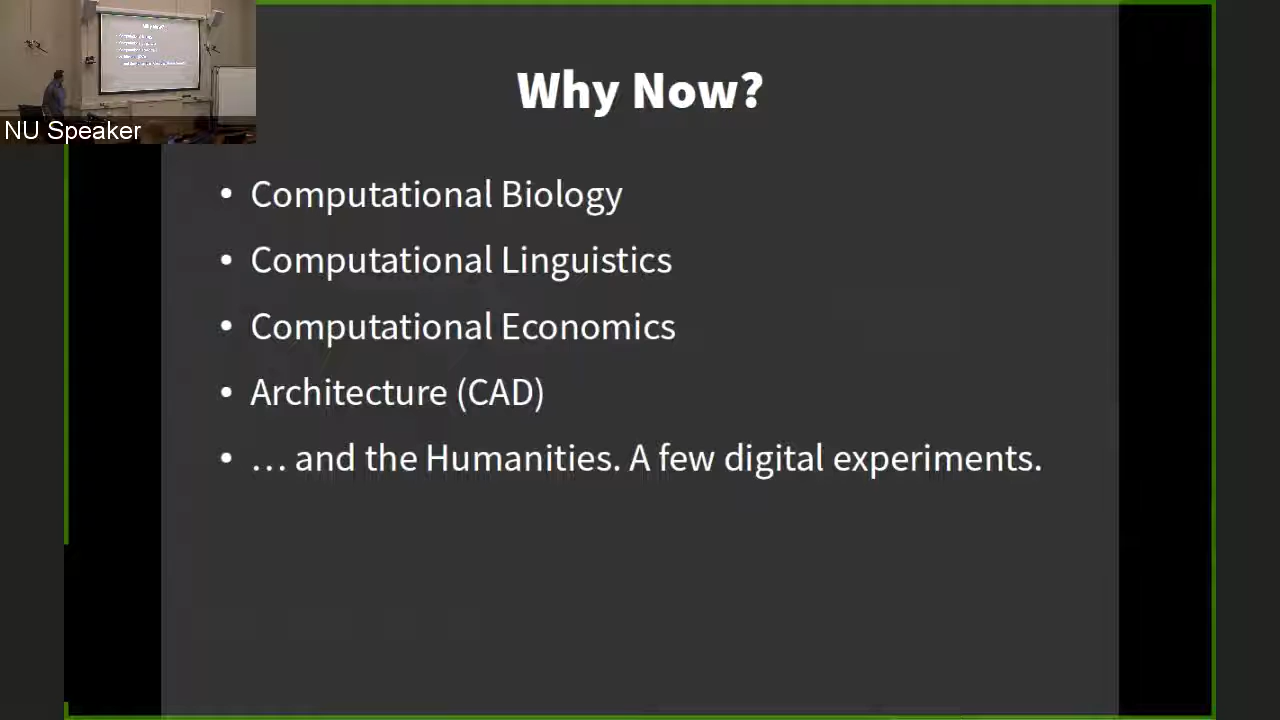 Why Now?
NU Speaker
• Computational Biology
• Computational Linguistics
• Computational Economics
• Architecture (CAD)
• … and the Humanities. A few digital experiments.